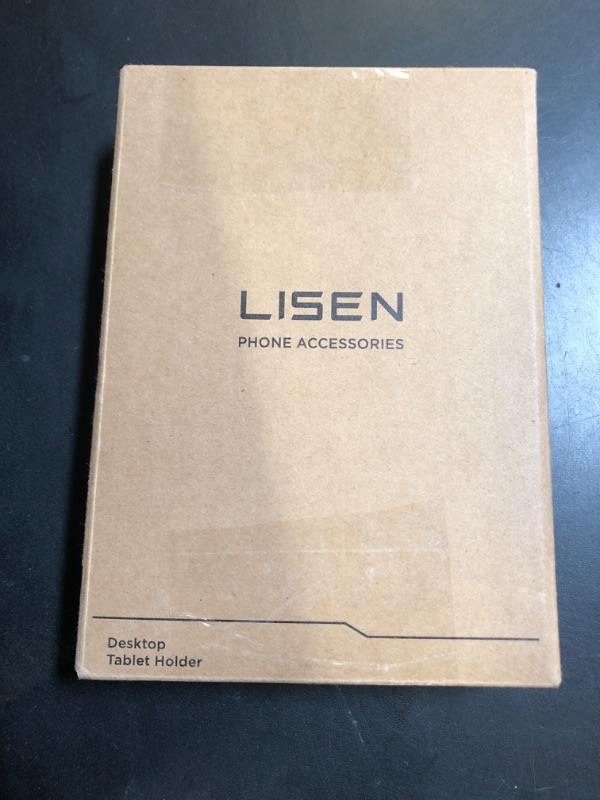 LISEN
PHONE ACCESSORIES
Desktop
Tablet Holder